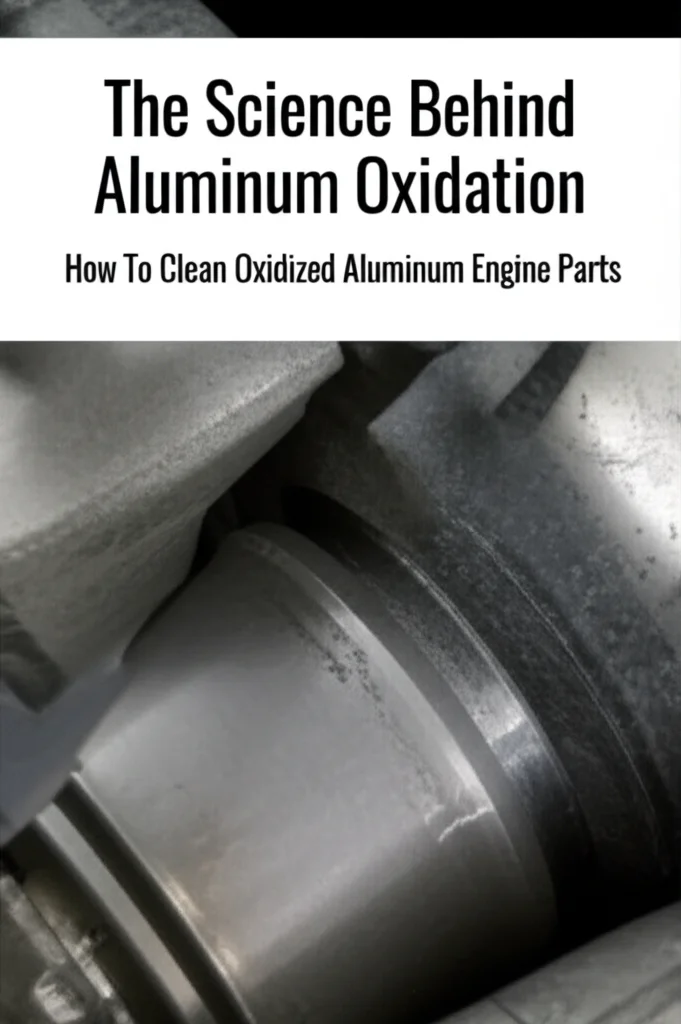 The Science Behind
Aluminum Oxidation
How To Clean Oxidized Aluminum Engine Parts